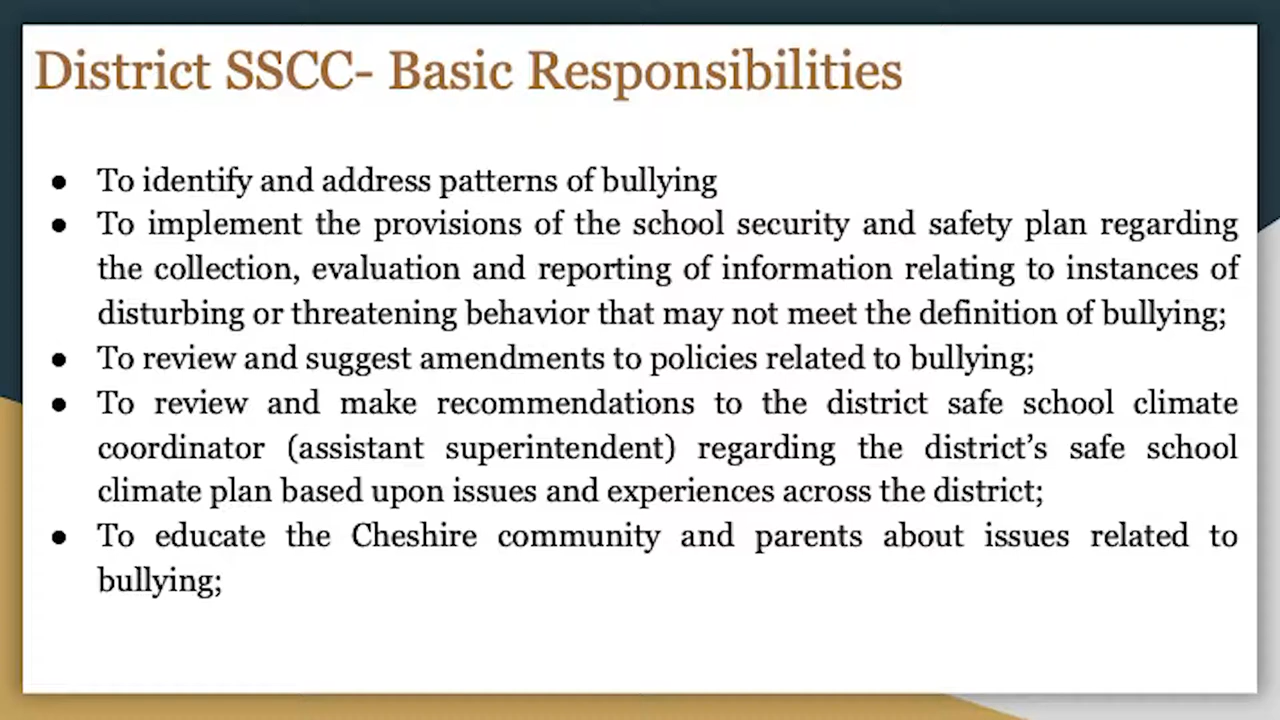 District SSCC- Basic Responsibilities
● To identify and address patterns of bullying
● To implement the provisions of the school security and safety plan regarding
the collection, evaluation and reporting of information relating to instances of
disturbing or threatening behavior that may not meet the definition of bullying;
● To review and suggest amendments to policies related to bullying;
● To review and make recommendations to the district safe school climate
coordinator (assistant superintendent) regarding the district’s safe school
climate plan based upon issues and experiences across the district;
● To educate the Cheshire community and parents about issues related to
bullying;